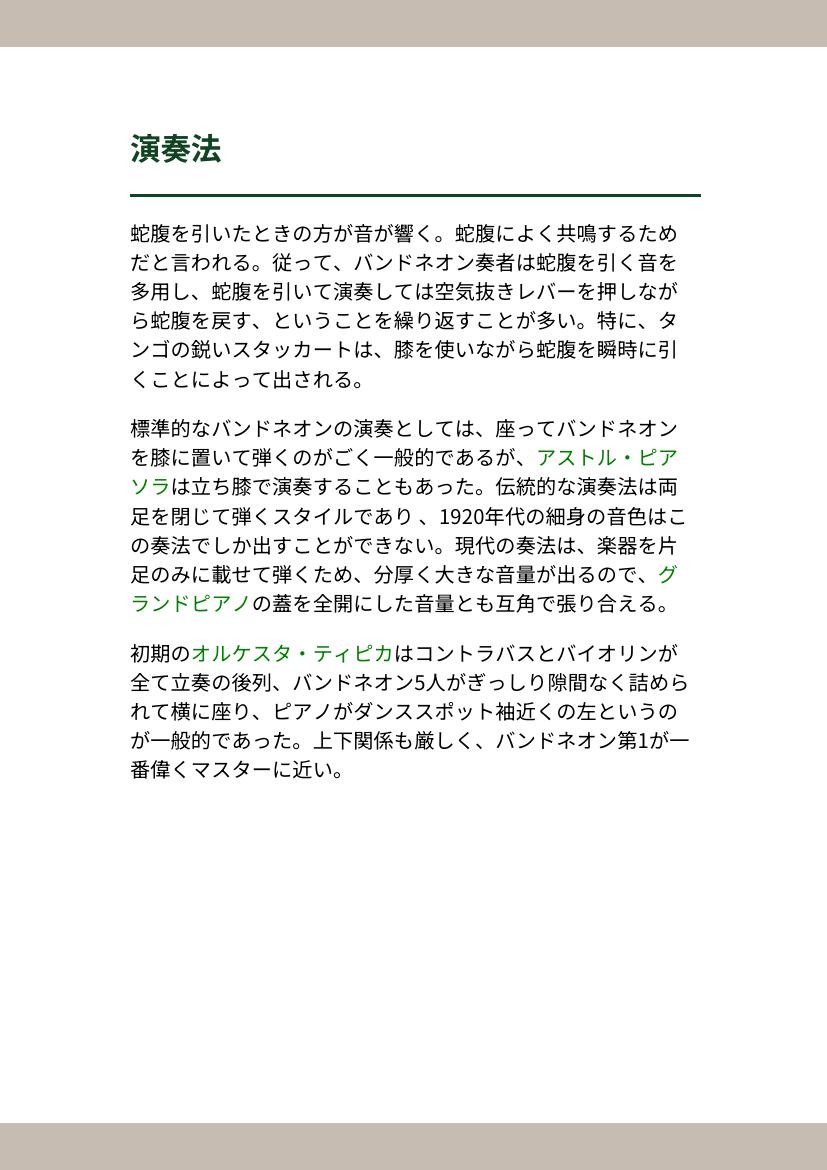 演奏法
蛇腹を引いたときの方が音が響く。蛇腹によく共鳴するため
だと言われる。従って、バンドネオン奏者は蛇腹を引く音を
多用し、蛇腹を引いて演奏しては空気抜きレバーを押しなが
ら蛇腹を戻す、ということを繰り返すことが多い。特に、タ
ンゴの鋭いスタッカートは、膝を使いながら蛇腹を瞬時に引
くことによって出される。
標準的なバンドネオンの演奏としては、座ってバンドネオン
を膝に置いて弾くのがごく一般的であるが、アストル・ピア
ソラは立ち膝で演奏することもあった。伝統的な演奏法は両
足を閉じて弾くスタイルであり 、1920年代の細身の音色はこ
の奏法でしか出すことができない。現代の奏法は、楽器を片
足のみに載せて弾くため、分厚く大きな音量が出るので、グ
ランドピアノの蓋を全開にした音量とも互角で張り合える。
初期のオルケスタ・ティピカはコントラバスとバイオリンが
全て立奏の後列、バンドネオン5人がぎっしり隙間なく詰めら
れて横に座り、ピアノがダンススポット袖近くの左というの
が一般的であった。上下関係も厳しく、バンドネオン第1が一
番偉くマスターに近い。